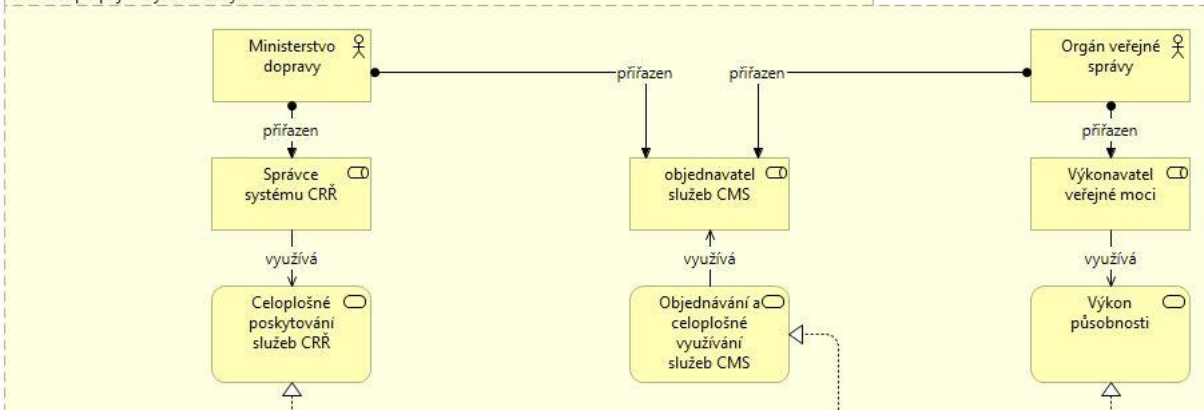 Ministerstvo
dopravy
Orgán veřejné
správy
přiřazen
přiřazen
přiřazen
přiřazen
Správce
systému CRŘ
objednavatel
služeb CMS
Výkonavatel
veřejné moci
využívá
využívá
využívá
Celoplošné
poskytování
služeb CRŘ
Objednávání a
celoplošné
využívání
služeb CMS
Výkon
působnosti